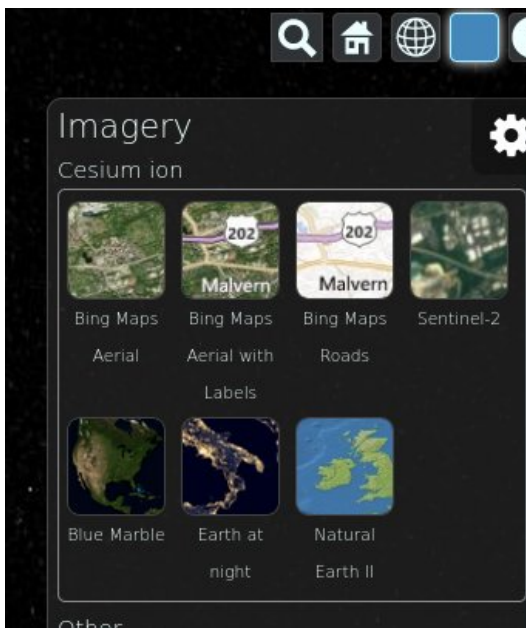 Imagery
Cesium ion
202
202
Malvern
Malvern
Bing Maps
Aerial
Bing Maps
Aerial with
Labels
Bing Maps
Roads
Sentinel-2
Blue Marble
Earth at
night
Natural
Earth II
Other